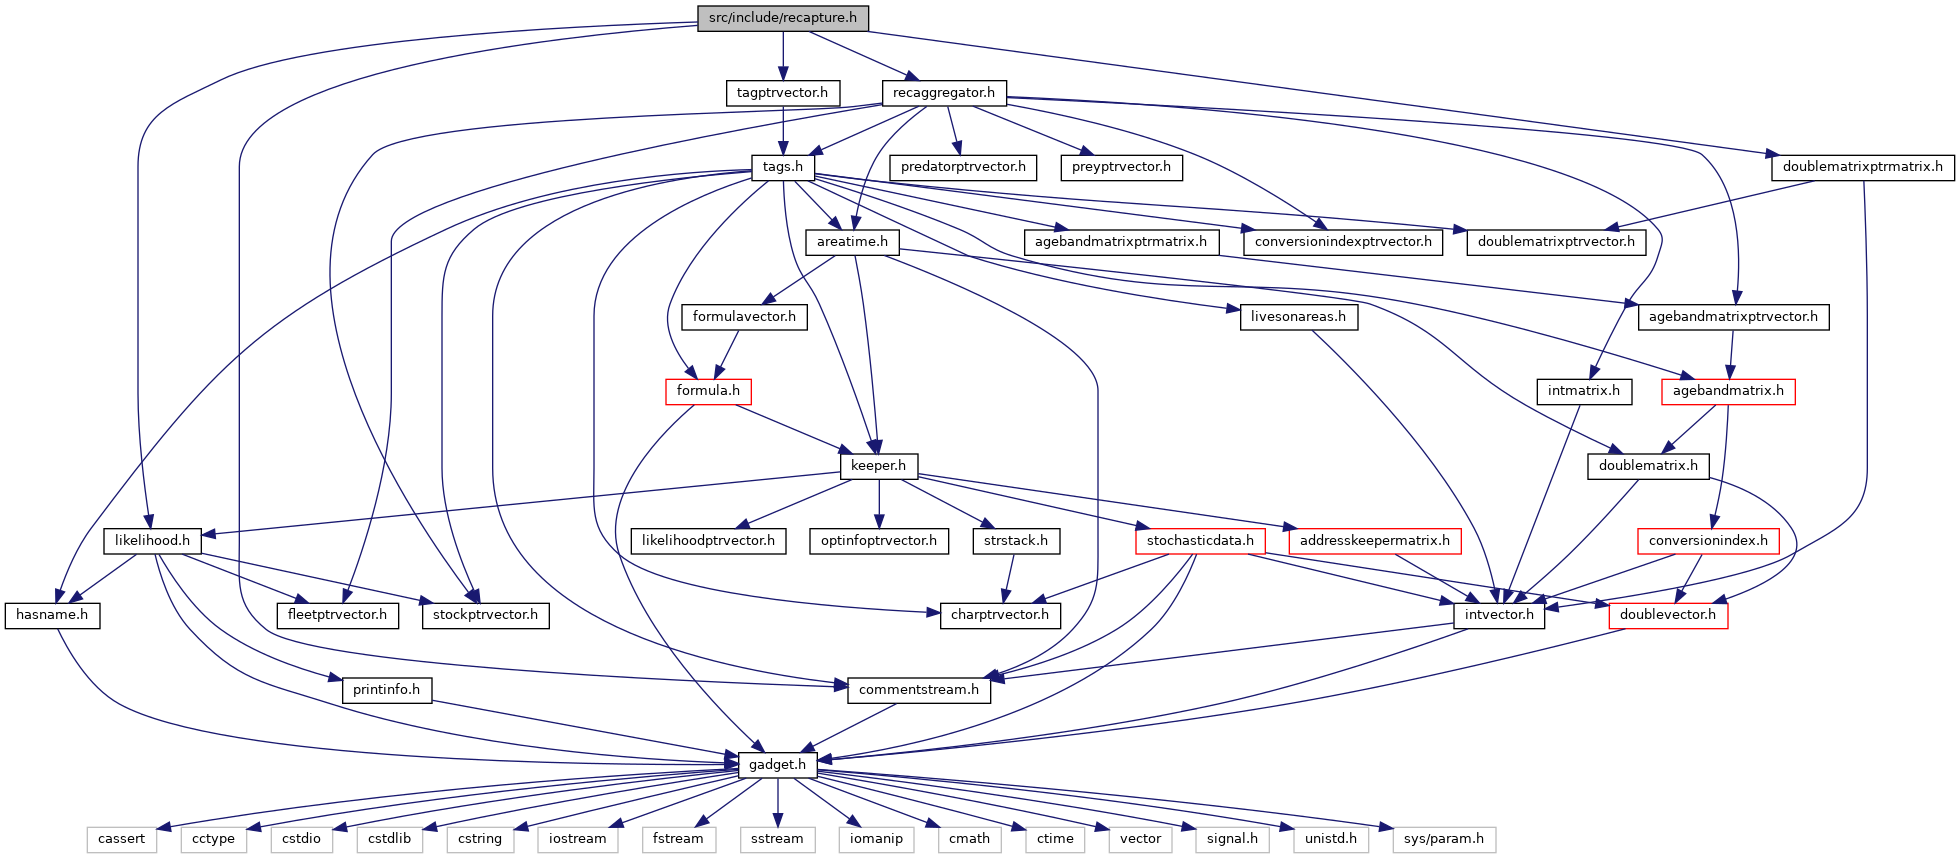 src/include/recapture.h
tagptrvector.h
recaggregator.h
tags.h
predatorptrvector.h
preyptrvector.h
doublematrixptrmatrix.h
areatime.h
agebandmatrixptrmatrix.h
conversionindexptrvector.h
doublematrixptrvector.h
formulavector.h
livesonareas.h
agebandmatrixptrvector.h
formula.h
intmatrix.h
agebandmatrix.h
keeper.h
doublematrix.h
likelihood.h
likelihoodptrvector.h
optinfoptrvector.h
strstack.h
stochasticdata.h
addresskeepermatrix.h
conversionindex.h
hasname.h
fleetptrvector.h
stockptrvector.h
charptrvector.h
intvector.h
doublevector.h
printinfo.h
commentstream.h
gadget.h
cassert
cctype
cstdio
cstdlib
cstring
iostream
fstream
sstream
iomanip
cmath
ctime
vector
signal.h
unistd.h
sys/param.h